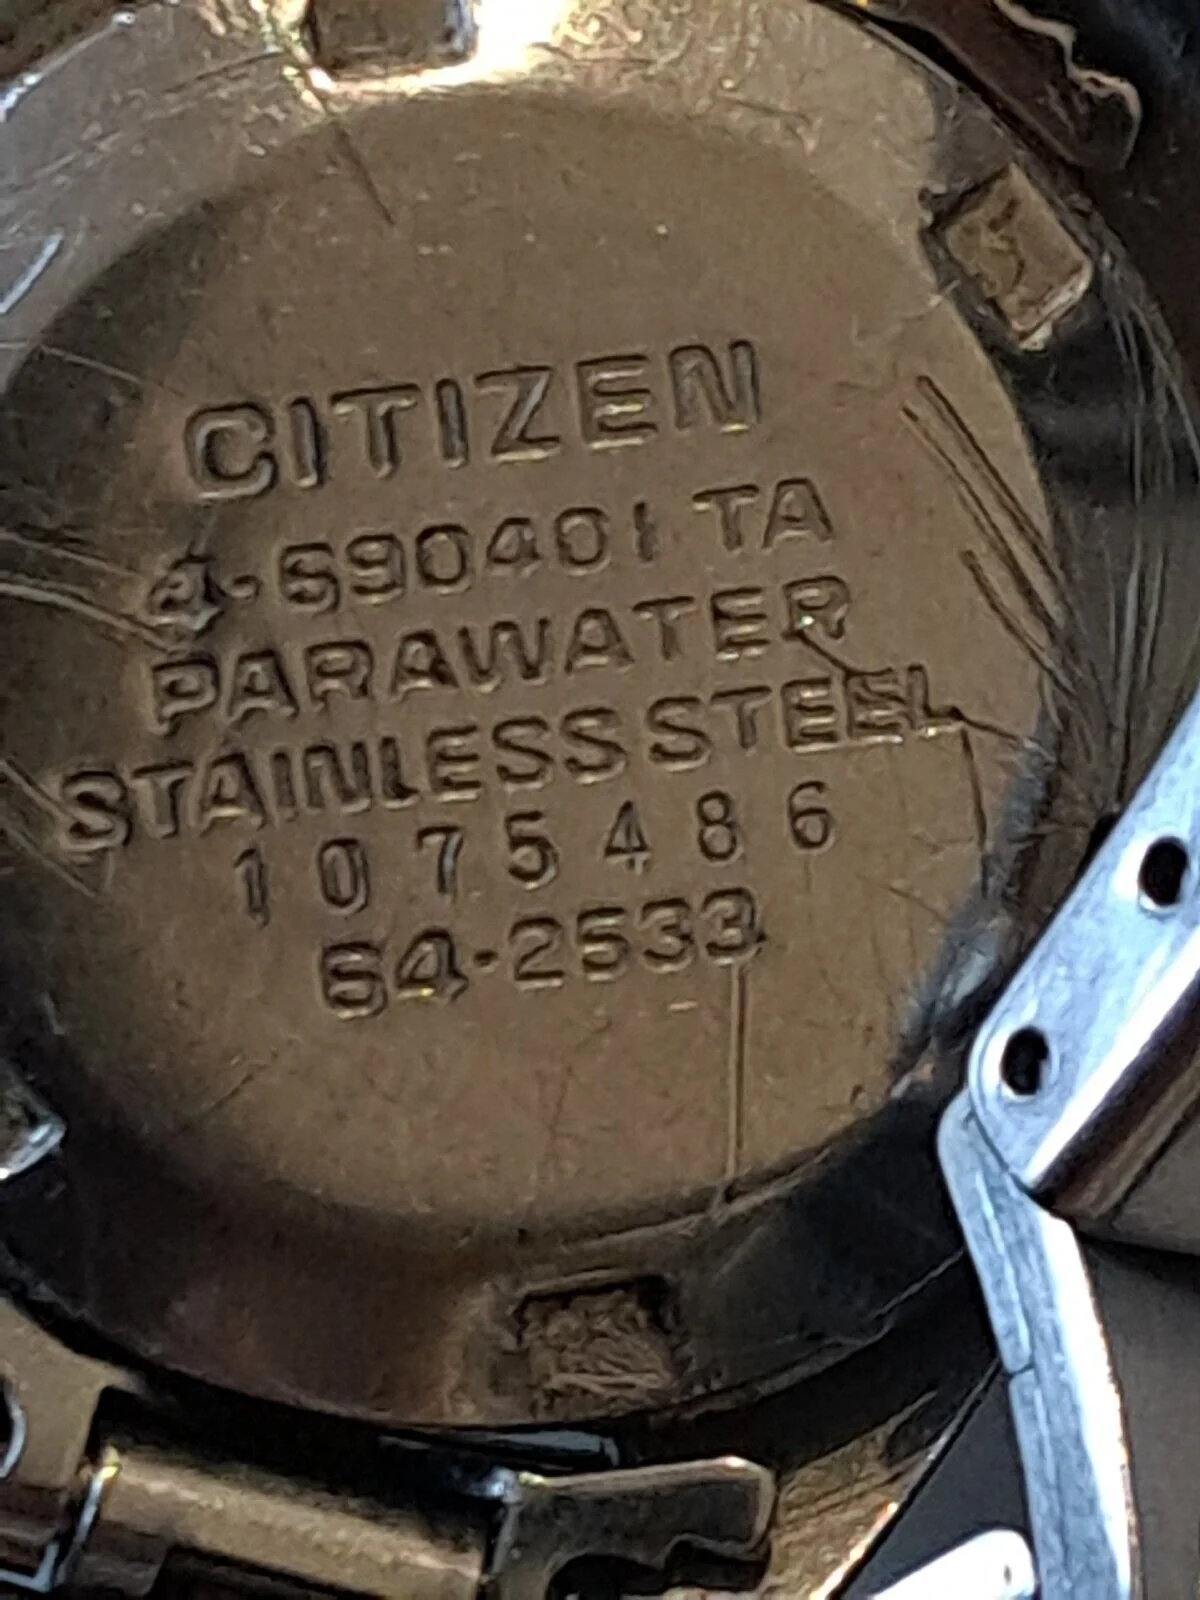 CITIZEN
4-690401 TA
PARAWATER
STAINLESS STEEL
1075486
64-2533